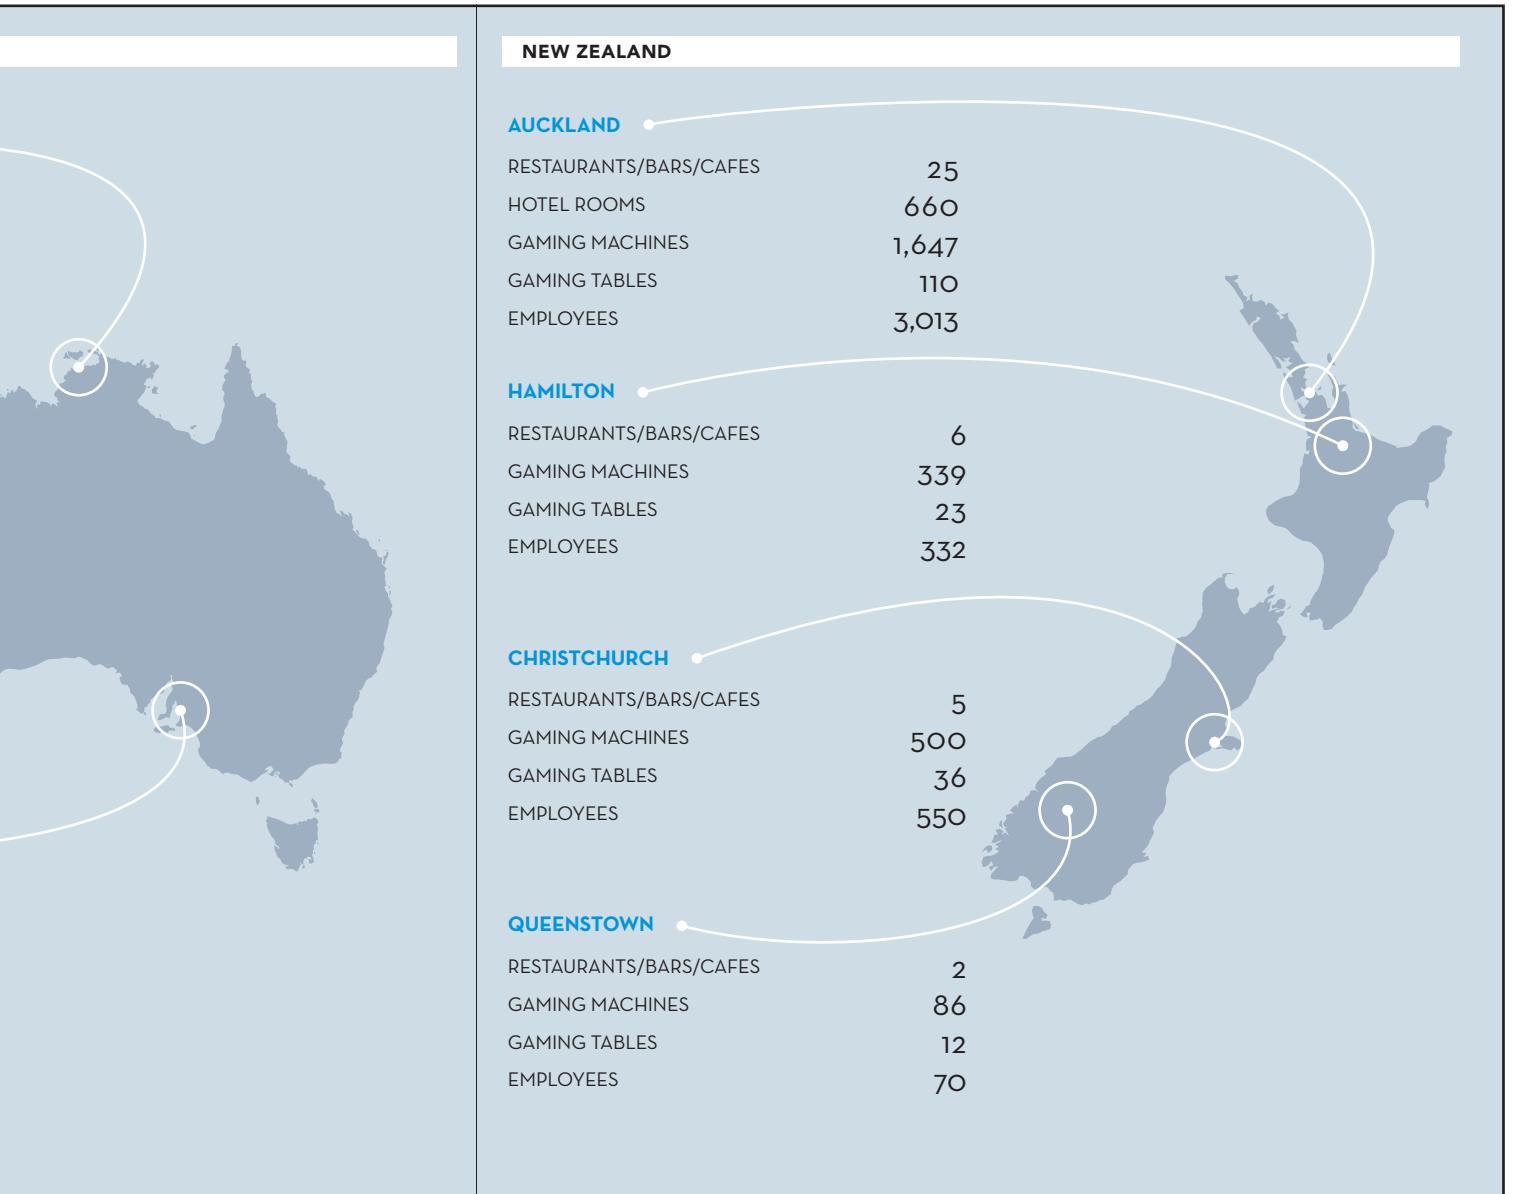 NEW ZEALAND
AUCKLAND
RESTAURANTS/BARS/CAFES 25
HOTEL ROOMS 660
GAMING MACHINES 1,647
GAMING TABLES 110
EMPLOYEES 3,013
HAMILTON
RESTAURANTS/BARS/CAFES 6
GAMING MACHINES 339
GAMING TABLES 23
EMPLOYEES 332
CHRISTCHURCH
RESTAURANTS/BARS/CAFES 5
GAMING MACHINES 500
GAMING TABLES 36
EMPLOYEES 550
QUEENSTOWN
RESTAURANTS/BARS/CAFES 2
GAMING MACHINES 86
GAMING TABLES 12
EMPLOYEES 70